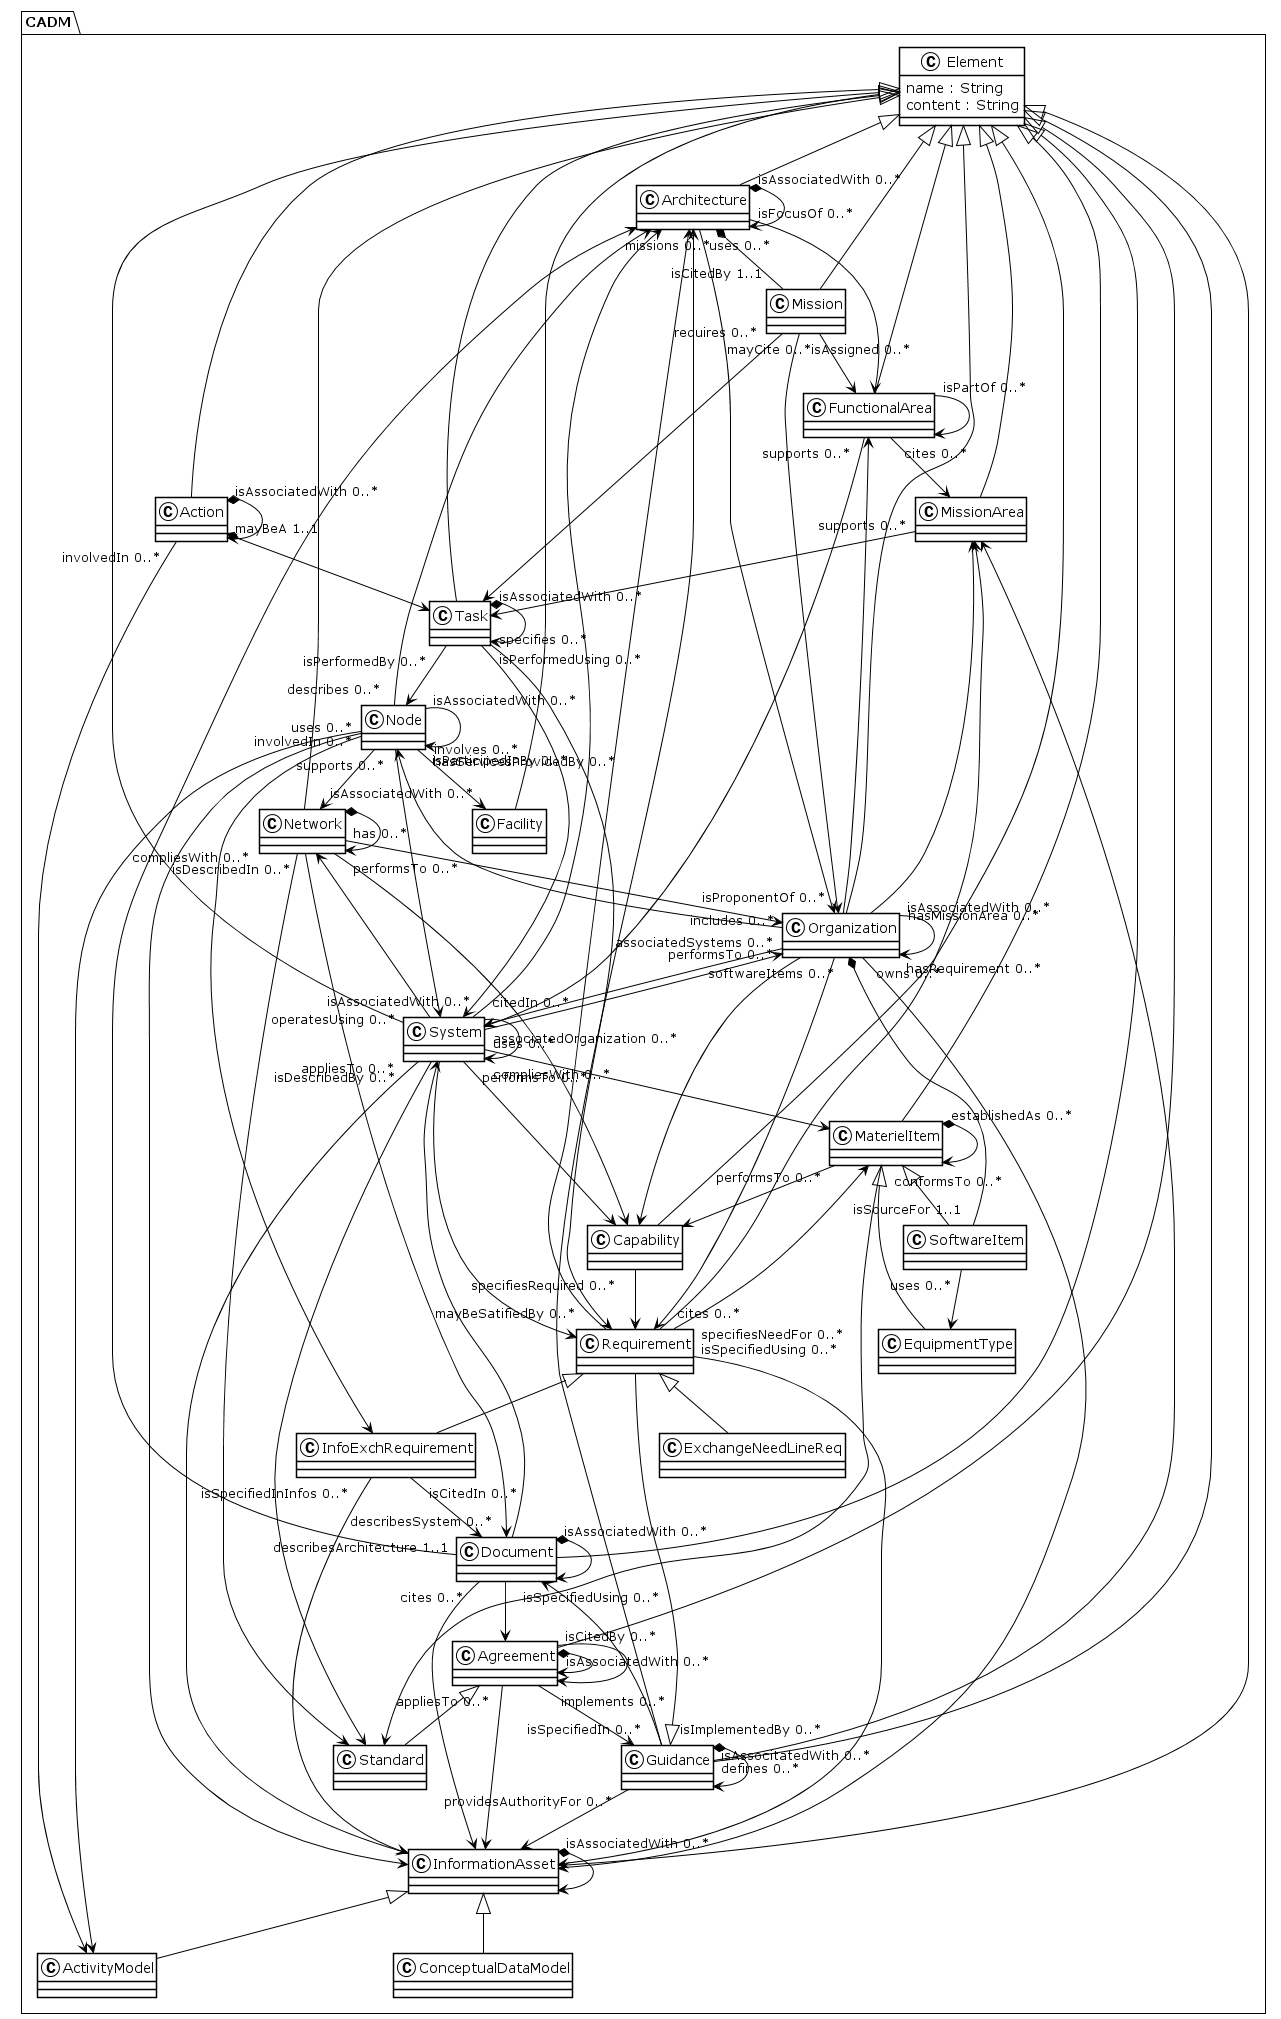 CADM
C Element
name : String
content : String
isAssociatedWith 0..*
C Architecture
isFocusOf 0..*
missions 0..*
uses 0..*
isCitedBy 1..1
C Mission
requires 0..*
mayCite 0..*
isAssigned 0..*
isPartOf 0..*
C FunctionalArea
supports 0..*
cites 0..*
isAssociatedWith 0..*
C Action
C MissionArea
mayBeA 1..1
supports 0..*
involvedIn 0..*
isAssociatedWith 0..*
C Task
specifies 0..*
isPerformedBy 0..*
isPerformedUsing 0..*
describes 0..*
isAssociatedWith 0..*
C Node
uses 0..*
involvedIn 0..*
involves 0..*
hasServicesProvidedBy 0..*
supports 0..*
isAssociatedWith 0..*
C Network
C Facility
has 0..*
compliesWith 0..*
isDescribedIn 0..*
performsTo 0..*
isProponentOf 0..*
isAssociatedWith 0..*
hasMissionArea 0..*
includes 0..*
C Organization
associatedSystems 0..*
performsTo 0..*
softwareItems 0..*
owns 0..*
hasRequirement 0..*
isAssociatedWith 0..*
citedIn 0..*
operatesUsing 0..*
C System
associatedOrganization 0..*
uses 0..*
appliesTo 0..*
isDescribedBy 0..*
performsTo 0..*
compliesWith 0..*
establishedAs 0..*
C MaterielItem
performsTo 0..*
conformsTo 0..*
isSourceFor 1..1
C Capability
C SoftwareItem
specifiesRequired 0..*
uses 0..*
mayBeSatifiedBy 0..*
cites 0..*
C Requirement
specifiesNeedFor 0..*
isSpecifiedUsing 0..*
C EquipmentType
C InfoExchRequirement
C ExchangeNeedLineReq
isSpecifiedInInfos 0..*
isCitedIn 0..*
describesSystem 0..*
isAssociatedWith 0..*
describesArchitecture 1..1
C Document
cites 0..*
isSpecifiedUsing 0..*
isCitedBy 0..*
C Agreement
isAssociatedWith 0..*
appliesTo 0..*
implements 0..*
isSpecifiedIn 0..*
isImplementedBy 0..*
C Standard
C Guidance
isAssocitatedWith 0..*
defines 0..*
providesAuthorityFor 0..*
isAssociatedWith 0..*
C InformationAsset
C ActivityModel
C ConceptualDataModel